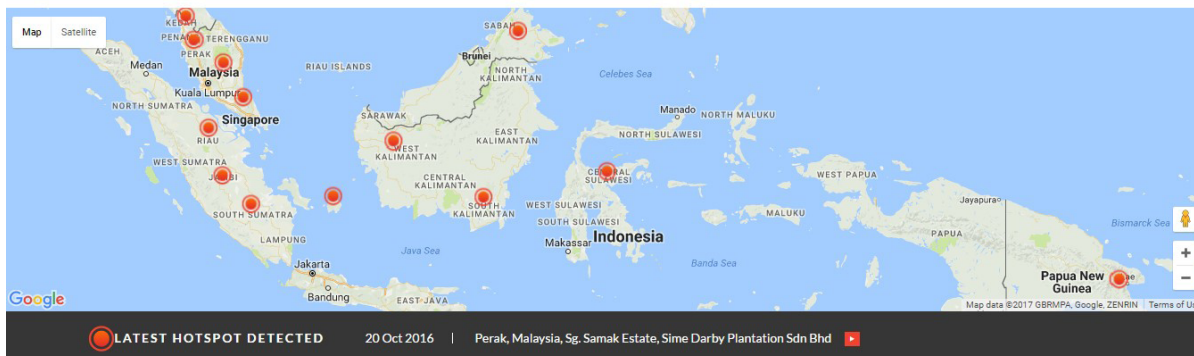 Map Satellite
KEDAH
SABAH
TERENGGANU
ACEH
PERAK
Medan
Malaysia
RIAU ISLANDS
Brunei
NORTH
KALIMANTAN
Celebes Sea
Kuala Lumpur
NORTH SUMATRA
Singapore
SARAWAK
Manado
NORTH MALUKU
NORTH SULAWESI
RIAU
EAST
KALIMANTAN
WEST
KALIMANTAN
WEST SUMATRA
JAMBI
CENTRAL
KALIMANTAN
CENTRAL
SULAWESI
WEST PAPUA
SOUTH SUMATRA
SOUTH
KALIMANTAN
WEST SULAWESI
SOUTH SULAWESI
MALUKU
Jayapura
Bismarck Sea
LAMPUNG
Java Sea
Makassar
Indonesia
PAPUA
Banda Sea
Jakarta
Bandung
EAST JAVA
Papua New
Guinea
Google
Map data ©2017 GBRMPA, Google, ZENRIN
Terms of
LATEST HOTSPOT DETECTED 20 Oct 2016 | Perak, Malaysia, Sg. Samak Estate, Sime Darby Plantation Sdn Bhd